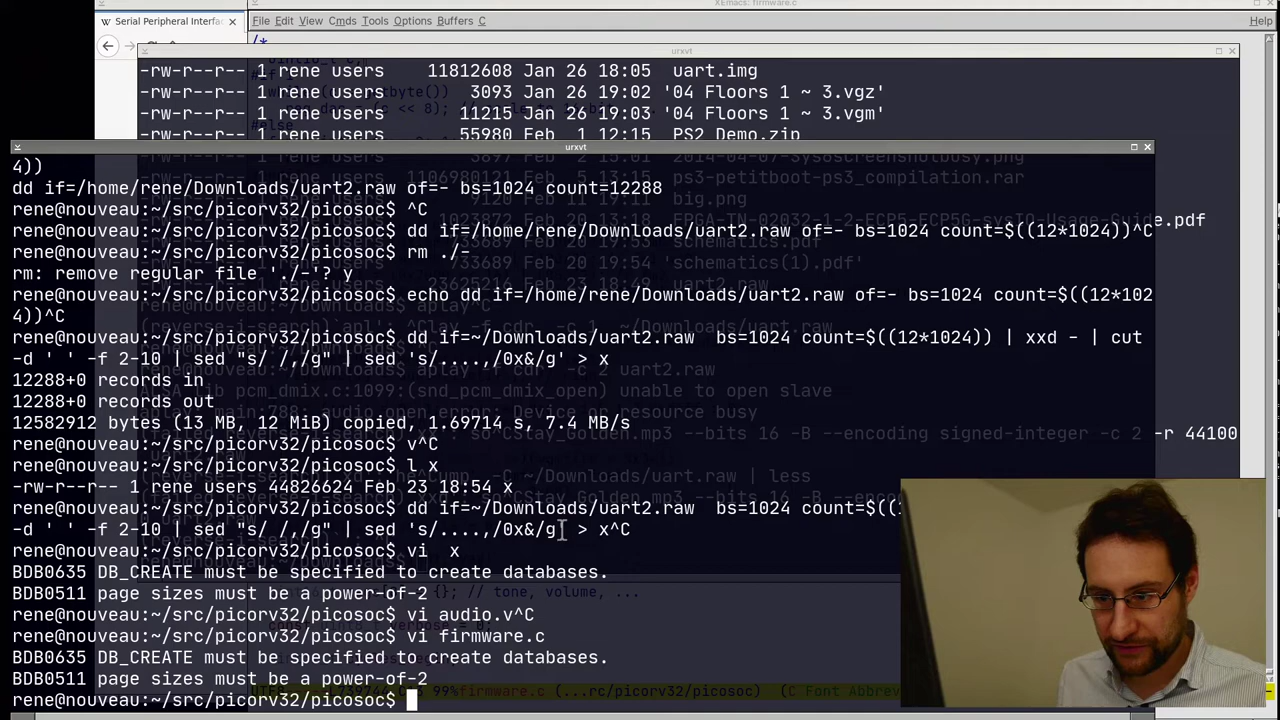 XEmacs: firmware.c
Serial Peripheral Interfa
File Edit View Cmds Tools Options Buffers C
Help
/*
urxvt
-rw-r--r-- 1 rene users 11812608 Jan 26 18:05 uart.img
-rw-r--r-- 1 rene users 3093 Jan 26 19:02 '04 Floors 1 ~ 3.vgz'
-rw-r--r-- 1 rene users 11215 Jan 26 19:03 '04 Floors 1 ~ 3.vgm'
-rw-r--r-- 1 rene users 55980 Feb 1 12:15 PS2 Demo.zip
urxvt
4))
dd if=/home/rene/Downloads/uart2.raw of=- bs=1024 count=12288
rene@nouveau:~/src/picorv32/picosoc$ ^C
rene@nouveau:~/src/picorv32/picosoc$ dd if=/home/rene/Downloads/uart2.raw of=- bs=1024 count=$((12*1024))^C
rene@nouveau:~/src/picorv32/picosoc$ rm ./-
rm: remove regular file './-'? y
rene@nouveau:~/src/picorv32/picosoc$ echo dd if=/home/rene/Downloads/uart2.raw of=- bs=1024 count=$((12*102
4))^C
rene@nouveau:~/src/picorv32/picosoc$ dd if=~/Downloads/uart2.raw  bs=1024 count=$((12*1024)) | xxd - | cut
-d ' ' -f 2-10 | sed "s/ /,/g" | sed 's/....,/0x&/g' > x
12288+0 records in
12288+0 records out
12582912 bytes (13 MB, 12 MiB) copied, 1.69714 s, 7.4 MB/s
rene@nouveau:~/src/picorv32/picosoc$ v^C
rene@nouveau:~/src/picorv32/picosoc$ l x
-rw-r--r-- 1 rene users 44826624 Feb 23 18:54 x
rene@nouveau:~/src/picorv32/picosoc$ dd if=~/Downloads/uart2.raw  bs=1024 count=$((
-d ' ' -f 2-10 | sed "s/ /,/g" | sed 's/....,/0x&/g' > x^C
rene@nouveau:~/src/picorv32/picosoc$ vi  x
BDB0635 DB_CREATE must be specified to create databases.
BDB0511 page sizes must be a power-of-2
rene@nouveau:~/src/picorv32/picosoc$ vi audio.v^C
rene@nouveau:~/src/picorv32/picosoc$ vi firmware.c
BDB0635 DB_CREATE must be specified to create databases.
BDB0511 page sizes must be a power-of-2
rene@nouveau:~/src/picorv32/picosoc$